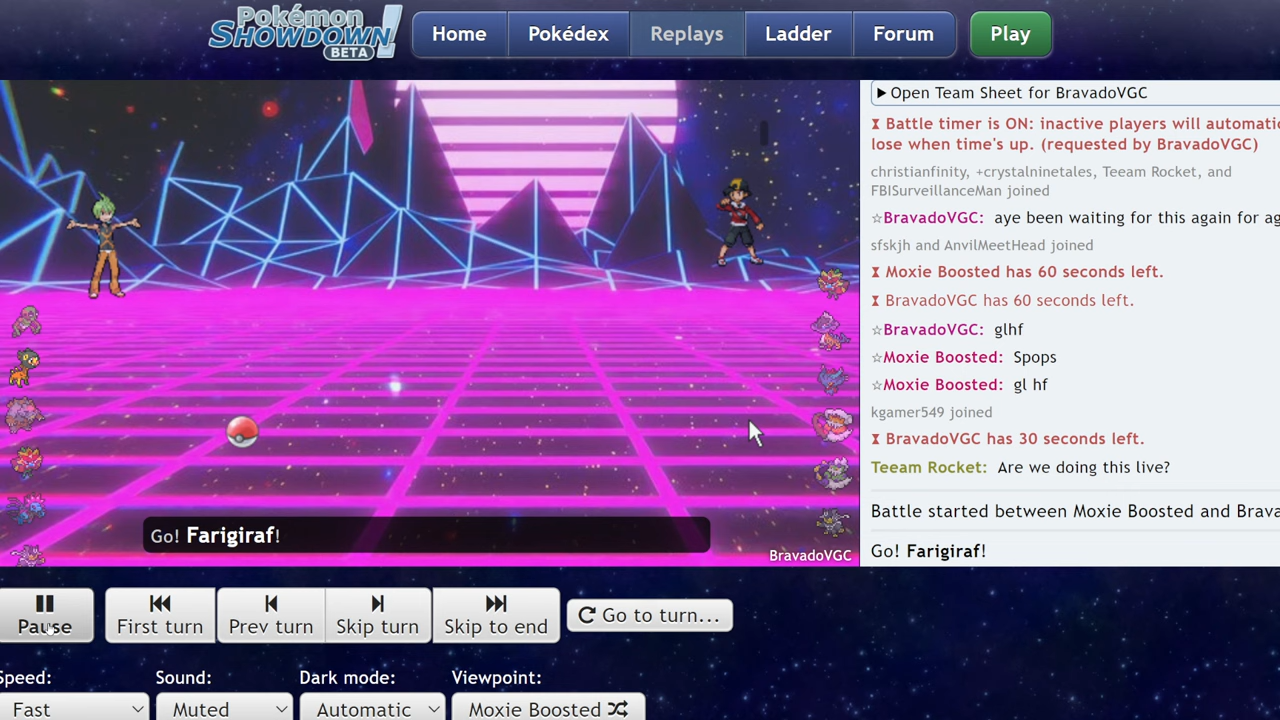 Pokémon
SHOWDOWN!
BETA
Home
Pokédex
Replays
Ladder
Forum
Play
Open Team Sheet for BravadoVGC
Battle timer is ON: inactive players will automatic
lose when time's up. (requested by BravadoVGC)
christianfinity, +crystalninetales, Teeam Rocket, and
FBISurveillanceMan joined
☆BravadoVGC: aye been waiting for this again for ag
sfskjh and AnvilMeetHead joined
Moxie Boosted has 60 seconds left.
BravadoVGC has 60 seconds left.
☆BravadoVGC: glhf
☆Moxie Boosted: Spops
☆Moxie Boosted: gl hf
kgamer549 joined
BravadoVGC has 30 seconds left.
Teeam Rocket: Are we doing this live?
Battle started between Moxie Boosted and Brava
Go! Farigiraf!
Go! Farigiraf!
BravadoVGC
Pause
First turn
Prev turn
Skip turn
Skip to end
Go to turn...
Speed:
Sound:
Dark mode:
Viewpoint:
Fast
Muted
Automatic
Moxie Boosted